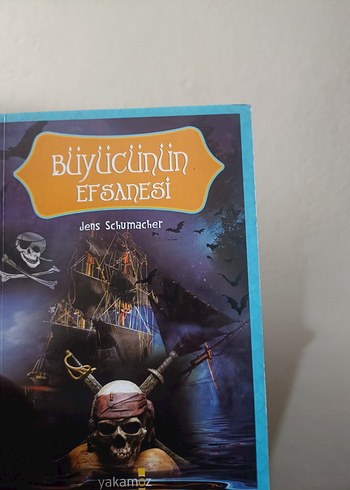 BÜYÜCÜNÜN
EFSANESİ
Jens Schumacher
yakamoz